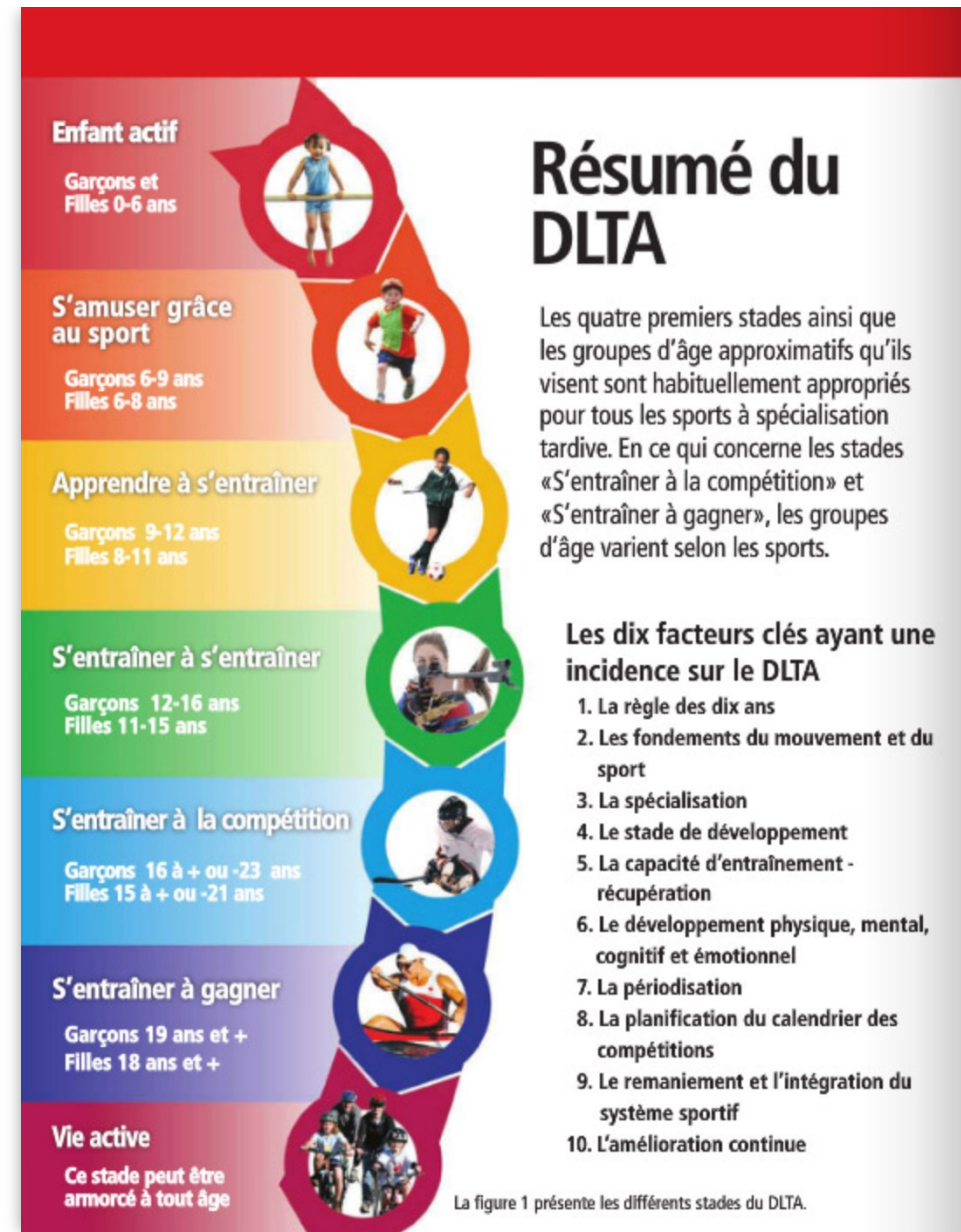 Enfant actif
Garçons et
Filles 0-6 ans
S'amuser grâce
au sport
Garçons 6-9 ans
Filles 6-8 ans
Apprendre à s'entraîner
Garçons 9-12 ans
Filles 8-11 ans
S'entraîner à s'entraîner
Garçons 12-16 ans
Filles 11-15 ans
S'entraîner à la compétition
Garçons 16 à + ou -23 ans
Filles 15 à + ou -21 ans
S'entraîner à gagner
Garçons 19 ans et +
Filles 18 ans et +
Vie active
Ce stade peut être
armorcé à tout âge
Résumé du
DLTA
Les quatre premiers stades ainsi que
les groupes d'âge approximatifs qu'ils
visent sont habituellement appropriés
pour tous les sports à spécialisation
tardive. En ce qui concerne les stades
«S'entraîner à la compétition» et
«S'entraîner à gagner», les groupes
d'âge varient selon les sports.
Les dix facteurs clés ayant une
incidence sur le DLTA
1. La règle des dix ans
2. Les fondements du mouvement et du
sport
3. La spécialisation
4. Le stade de développement
5. La capacité d'entraînement -
récupération
6. Le développement physique, mental,
cognitif et émotionnel
7. La périodisation
8. La planification du calendrier des
compétitions
9. Le remaniement et l'intégration du
système sportif
10. L'amélioration continue
La figure 1 présente les différents stades du DLTA.